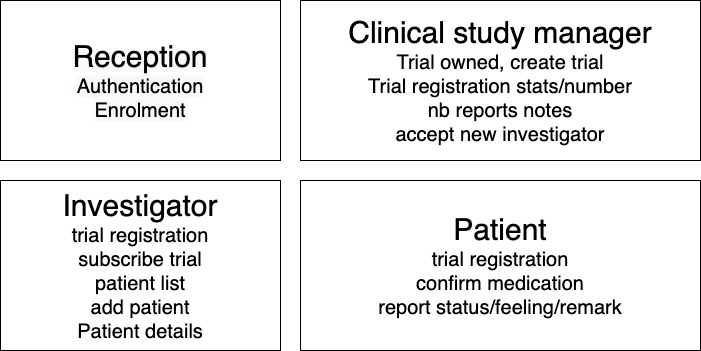 Reception
Authentication
Enrolment
Clinical study manager
Trial owned, create trial
Trial registration stats/number
nb reports notes
accept new investigator
Investigator
trial registration
subscribe trial
patient list
add patient
Patient details
Patient
trial registration
confirm medication
report status/feeling/remark